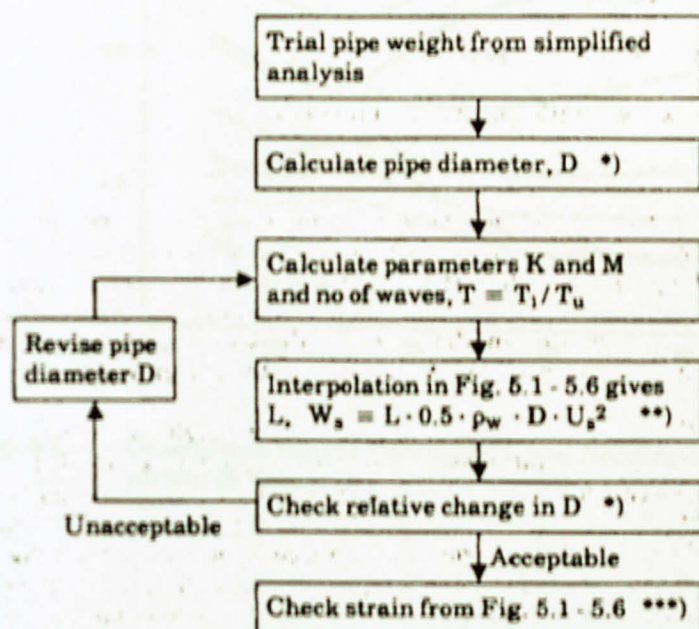 Trial pipe weight from simplified
analysis
Calculate pipe diameter, D *)
Calculate parameters K and M
and no of waves, T = T₁/Tᵤ
Revise pipe
diameter D
Interpolation in Fig. 5.1 - 5.6 gives
L, Wₛ = L · 0.5 · ρ_w · D · Uₛ² **)
Check relative change in D *)
Unacceptable
Acceptable
Check strain from Fig. 5.1 - 5.6 ***)